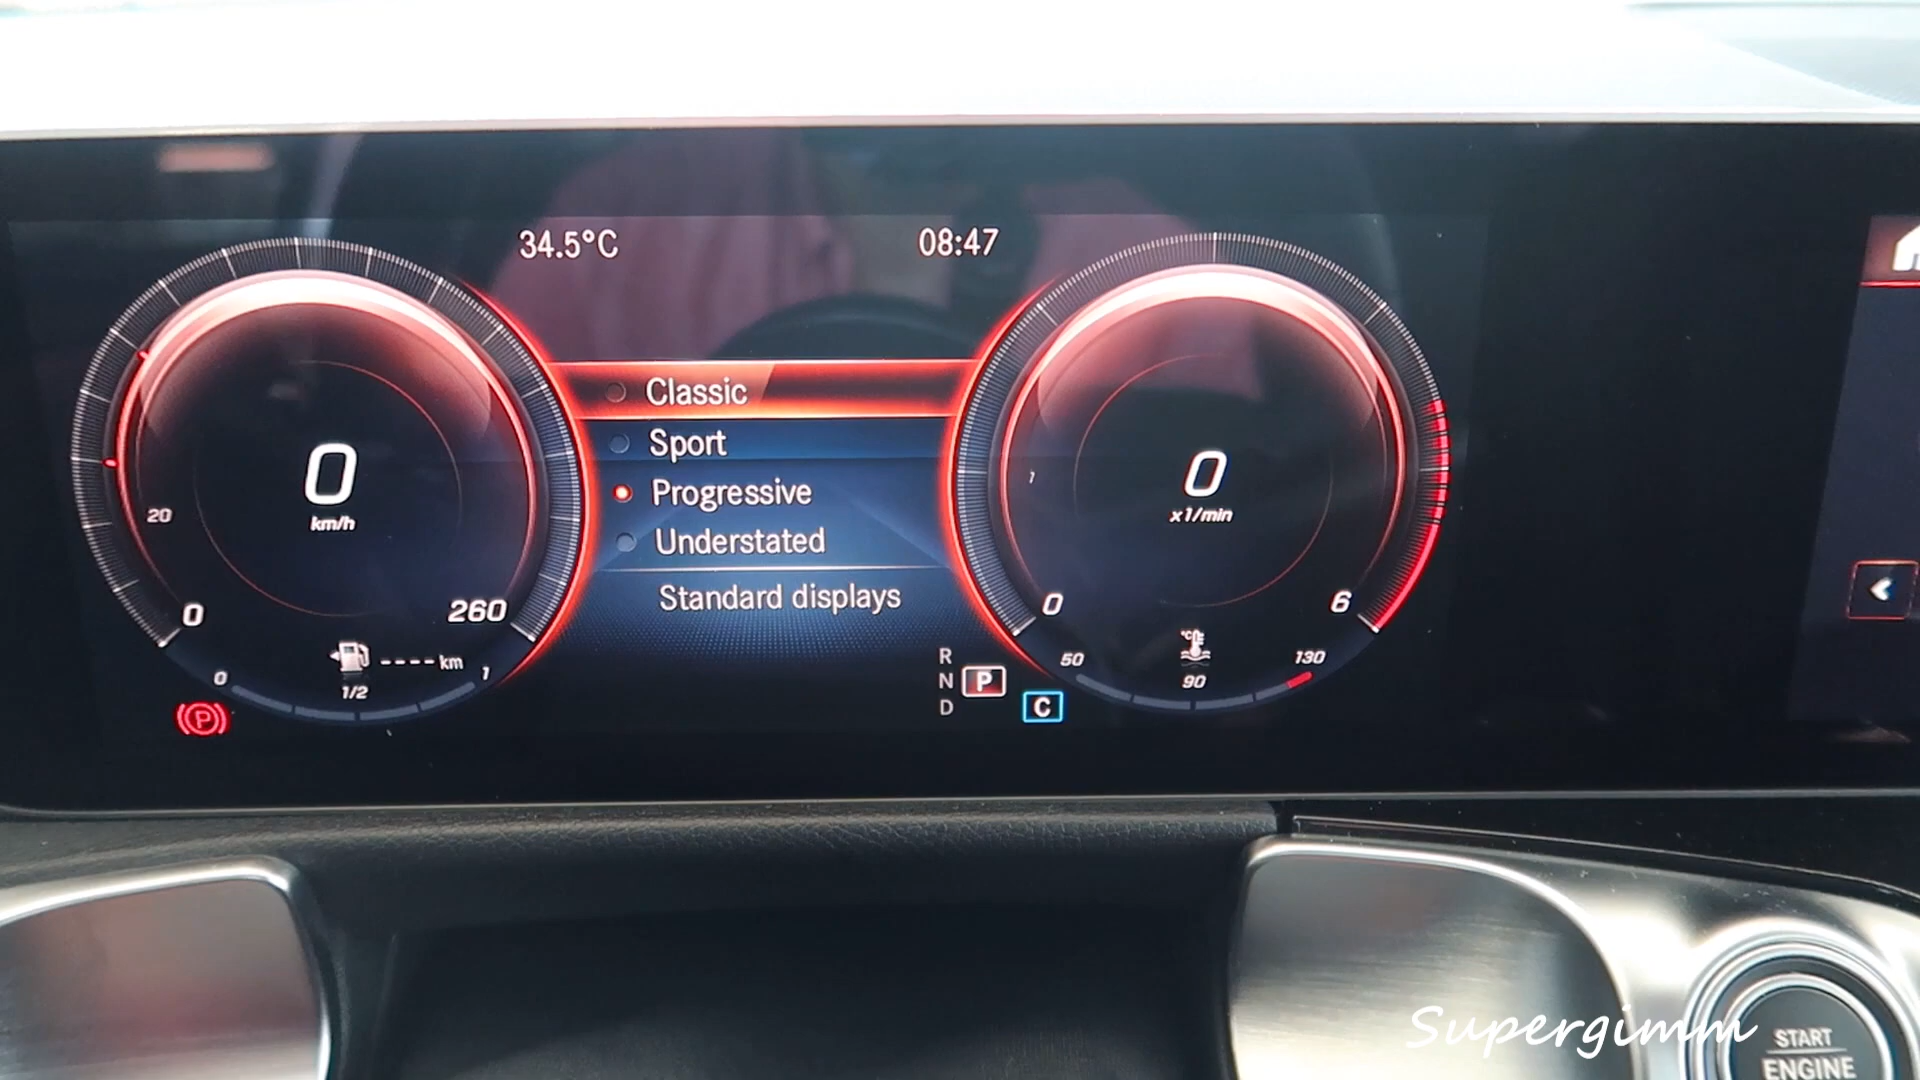 34.5°C
08:47
Classic
Sport
Progressive
Understated
Standard displays
0
km/h
20
0
260
---- km
0
1/2
1
P
0
x1/min
1
0
6
°C
50
90
130
R
N
D
P
C
START
ENGINE
Supergimm